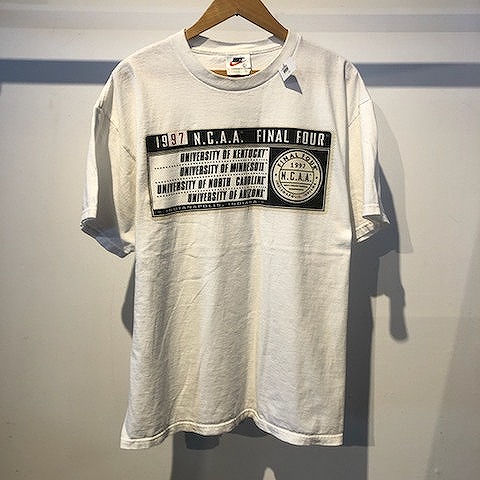 NIKE
1997 N.C.A.A. FINAL FOUR
UNIVERSITY OF KENTUCKY
UNIVERSITY OF MINNESOTA
UNIVERSITY OF NORTH CAROLINA
UNIVERSITY OF ARIZONA
INDIANAPOLIS, INDIANA
FINAL FOUR
1997
N.C.A.A.